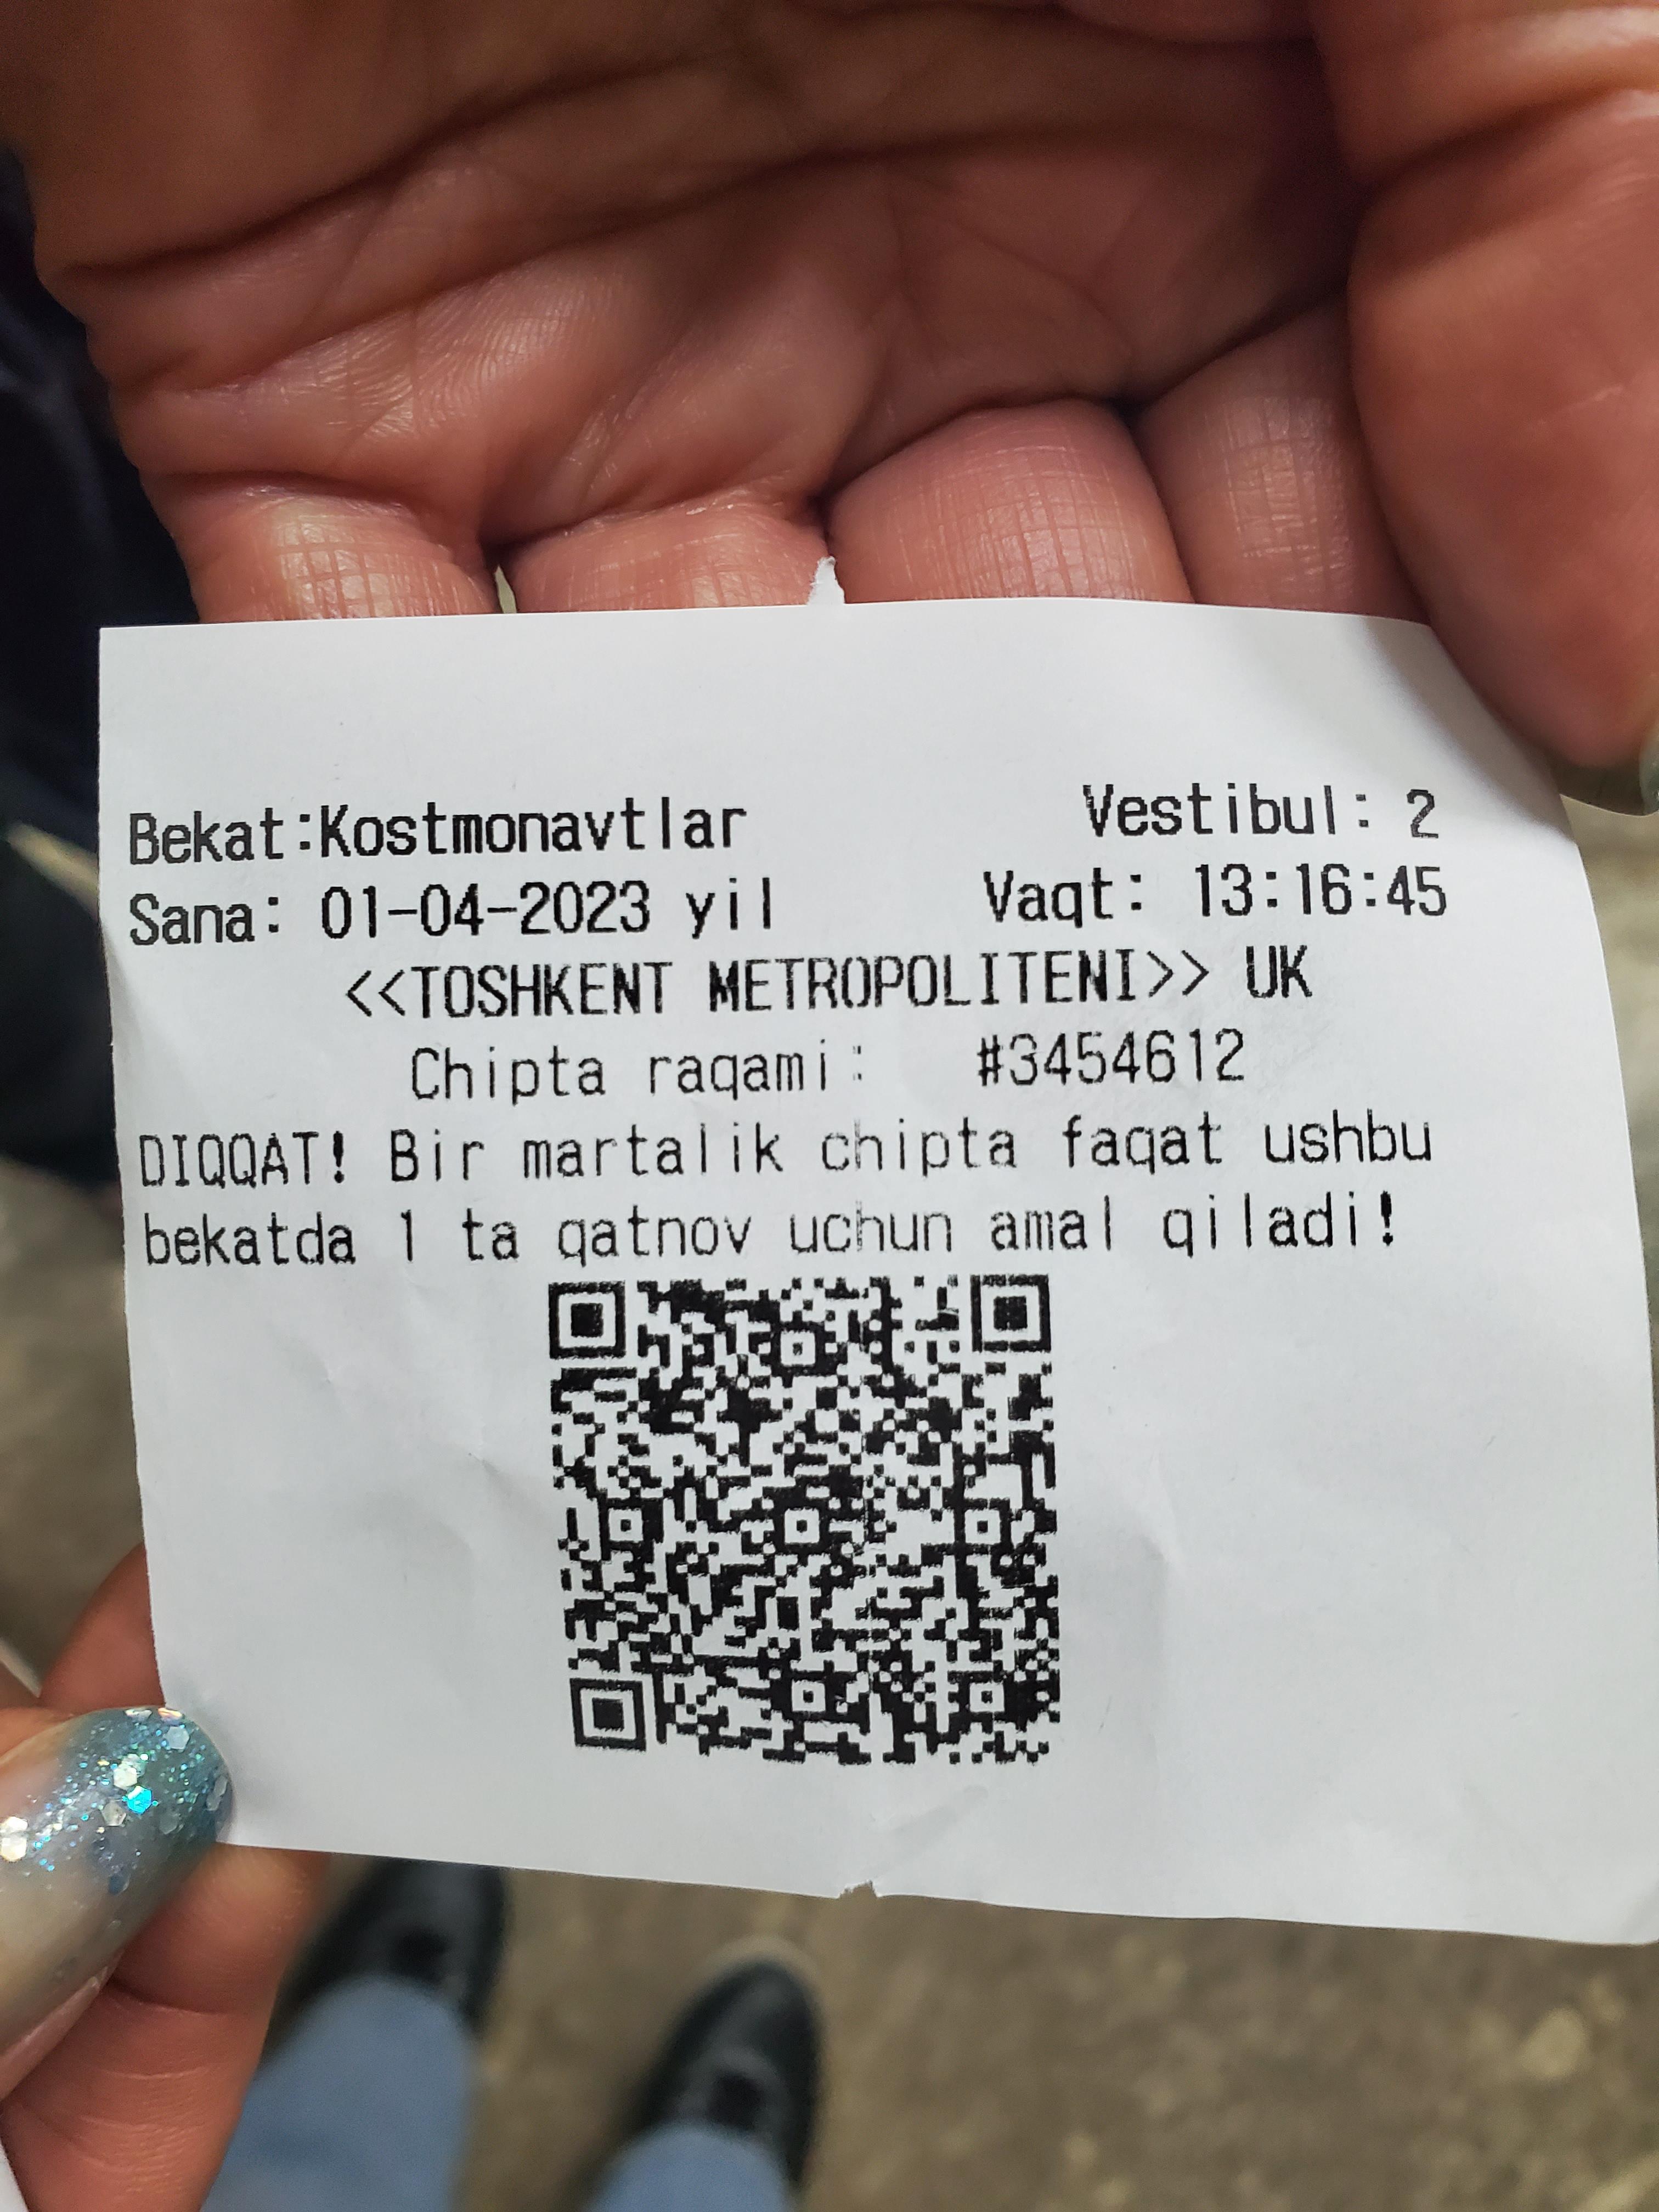 Bekat:Kostmonavtlar Vestibul: 2
Sana: 01-04-2023 yil Vaqt: 13:16:45
<<TOSHKENT METROPOLITENI>> UK
Chipta raqami: #3454612
DIQQAT! Bir martalik chipta faqat ushbu
bekatda 1 ta qatnov uchun amal qiladi!